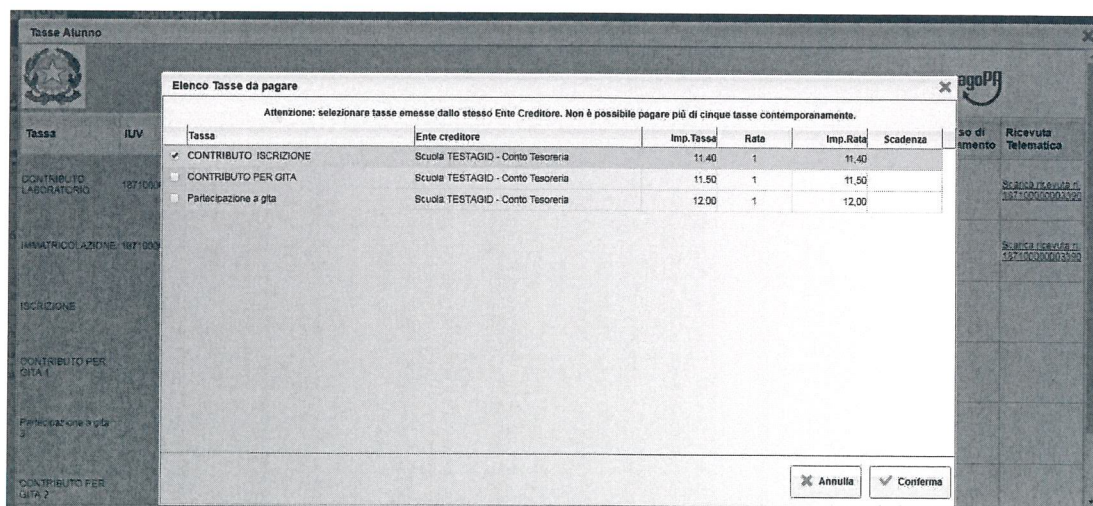 Tasse Alunno
pagoPA
Elenco Tasse da pagare
Attenzione: selezionare tasse emesse dallo stesso Ente Creditore. Non è possibile pagare più di cinque tasse contemporaneamente.
Tassa IUV
Tassa Ente creditore Imp.Tassa Rata Imp.Rata Scadenza
Ricevuta Telematica
CONTRIBUTO ISCRIZIONE Scuola TESTAGID - Conto Tesoreria 11.40 1 11,40
CONTRIBUTO PER GITA Scuola TESTAGID - Conto Tesoreria 11.50 1 11,50
Partecipazione a gita Scuola TESTAGID - Conto Tesoreria 12.00 1 12,00
CONTRIBUTO LABORATORIO
Scarica ricevuta n.
IMMATRICOLAZIONE
Scarica ricevuta n.
ISCRIZIONE
CONTRIBUTO PER
GITA 1
Partecipazione a gita
CONTRIBUTO PER
GITA 2
Annulla Conferma